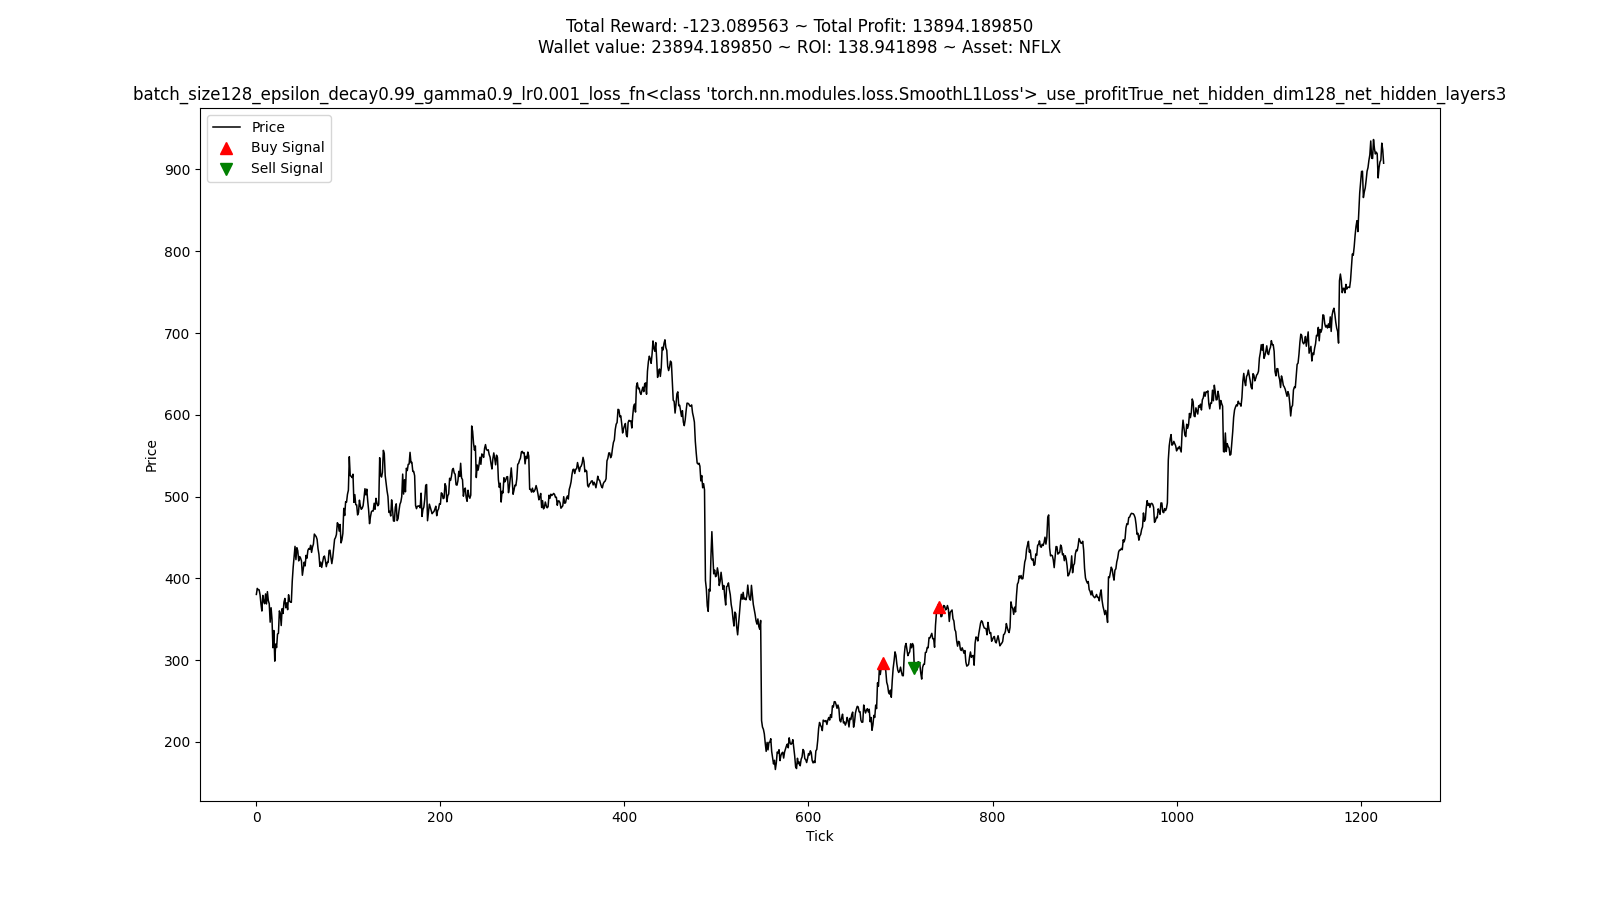 Total Reward: -123.089563 ~ Total Profit: 13894.189850
Wallet value: 23894.189850 ~ ROI: 138.941898 ~ Asset: NFLX
batch_size128_epsilon_decay0.99_gamma0.9_lr0.001_loss_fn<class 'torch.nn.modules.loss.SmoothL1Loss'>_use_profitTrue_net_hidden_dim128_net_hidden_layers3
Price
Buy Signal
Sell Signal
900
800
700
600
500
400
300
200
Price
0 200 400 600 800 1000 1200
Tick